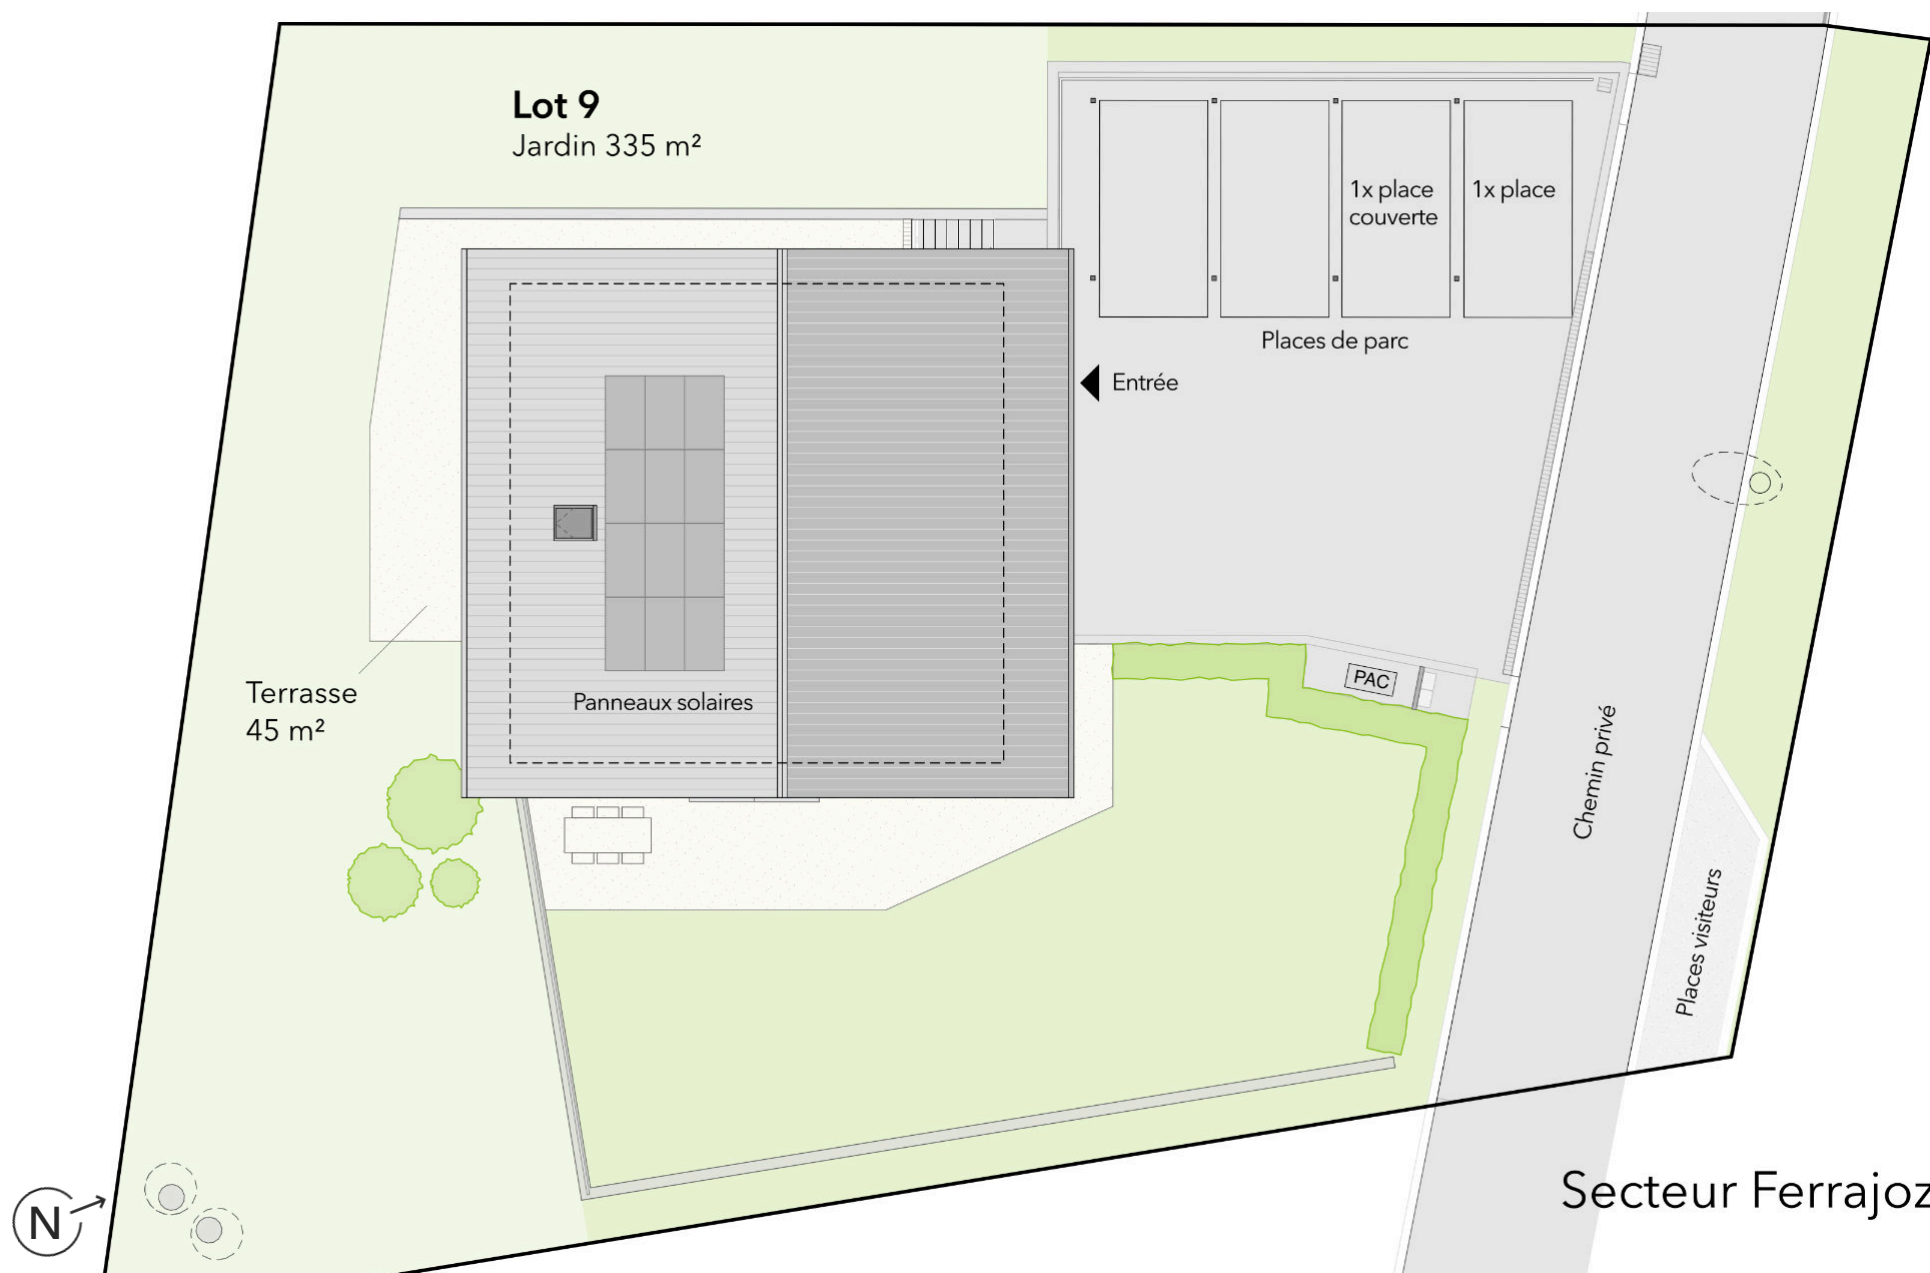 Lot 9
Jardin 335 m²
1x place
couverte
1x place
Places de parc
Entrée
Terrasse
45 m²
Panneaux solaires
PAC
Chemin privé
Places visiteurs
N
Secteur Ferrajoz